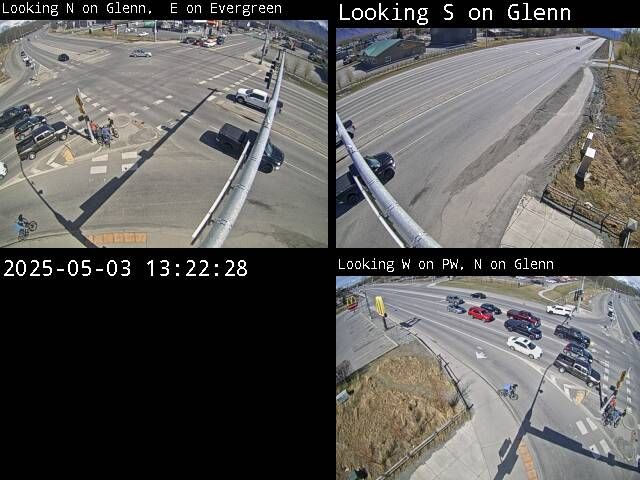 Looking N on Glenn, E on Evergreen
Looking S on Glenn
2025-05-03 13:22:28
Looking W on PW, N on Glenn